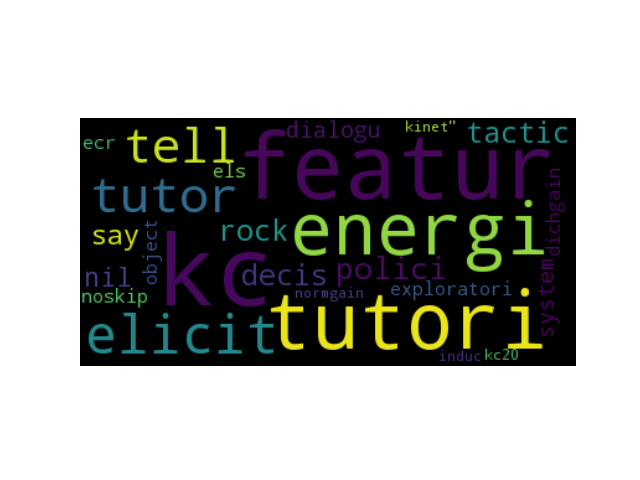 ecr
tell
els
dialogu
kinet"
tactic
featur
tutor
say
object
rock
energi
dichgain
nil
noskip
kc
decis
normgain
polici
exploratori
system
elicit
tutori
induc
kc20